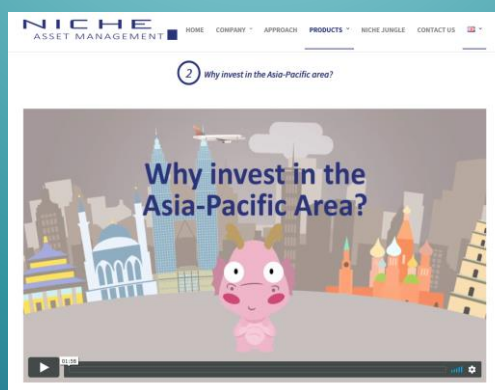 NICHE
ASSET MANAGEMENT
HOME COMPANY APPROACH PRODUCTS NICHE JUNGLE CONTACT US
2 Why invest in the Asia-Pacific area?
Why invest in the
Asia-Pacific Area?
01:58